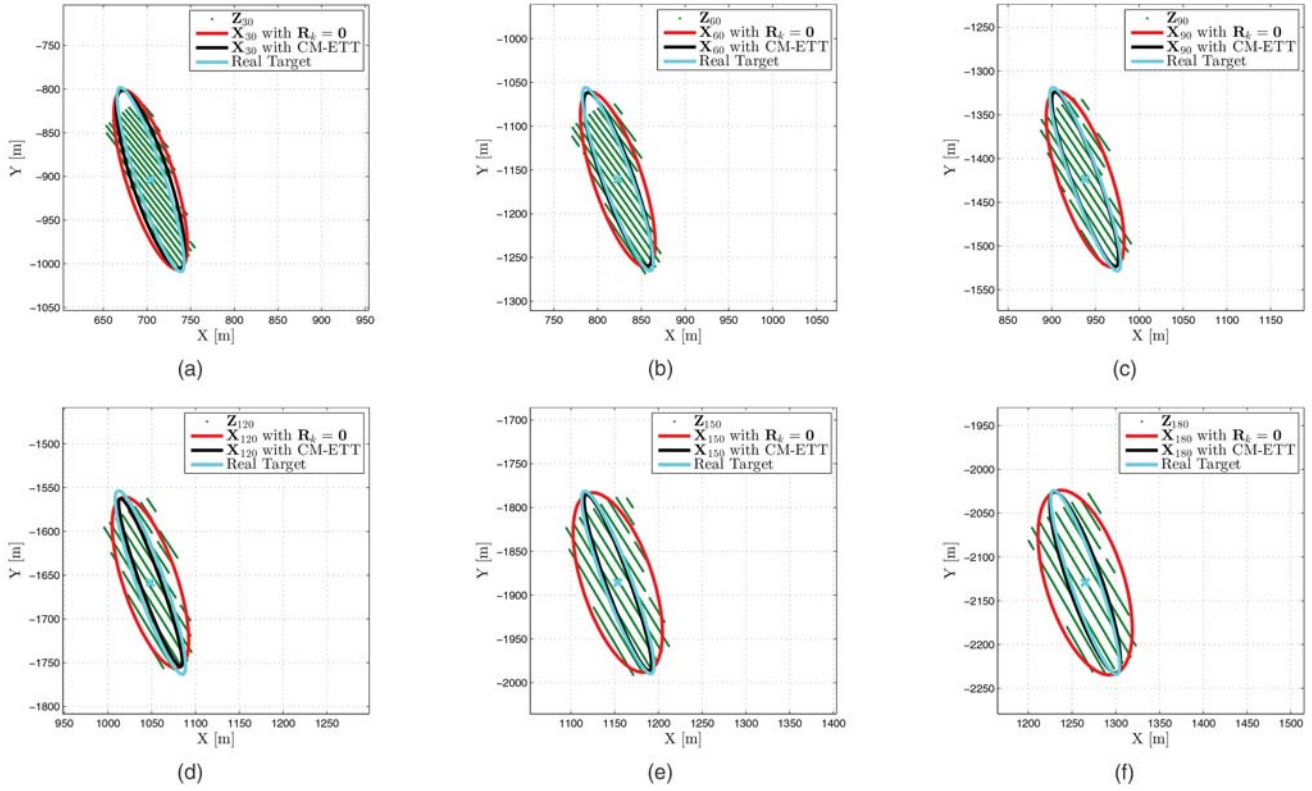 Z₃₀
X₃₀ with Rₖ = 0
X₃₀ with CM-ETT
Real Target
−750
−800
−850
−900
−950
−1000
−1050
Y [m]
650 700 750 800 850 900 950
X [m]
(a)
Z₆₀
X₆₀ with Rₖ = 0
X₆₀ with CM-ETT
Real Target
−1000
−1050
−1100
−1150
−1200
−1250
−1300
Y [m]
750 800 850 900 950 1000 1050
X [m]
(b)
Z₉₀
X₉₀ with Rₖ = 0
X₉₀ with CM-ETT
Real Target
−1250
−1300
−1350
−1400
−1450
−1500
−1550
Y [m]
850 900 950 1000 1050 1100 1150
X [m]
(c)
Z₁₂₀
X₁₂₀ with Rₖ = 0
X₁₂₀ with CM-ETT
Real Target
−1500
−1550
−1600
−1650
−1700
−1750
−1800
Y [m]
950 1000 1050 1100 1150 1200 1250
X [m]
(d)
Z₁₅₀
X₁₅₀ with Rₖ = 0
X₁₅₀ with CM-ETT
Real Target
−1700
−1750
−1800
−1850
−1900
−1950
−2000
Y [m]
1100 1150 1200 1250 1300 1350 1400
X [m]
(e)
Z₁₈₀
X₁₈₀ with Rₖ = 0
X₁₈₀ with CM-ETT
Real Target
−1950
−2000
−2050
−2100
−2150
−2200
−2250
Y [m]
1200 1250 1300 1350 1400 1450 1500
X [m]
(f)